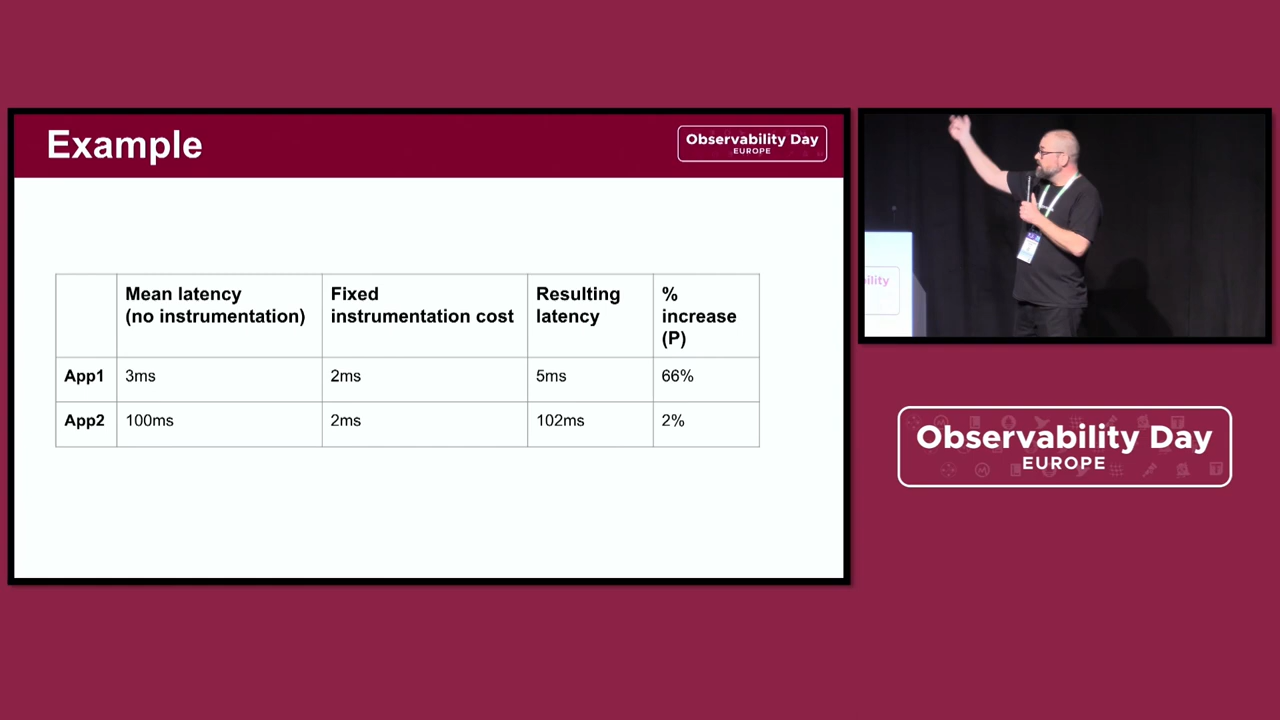 Example
Observability Day
EUROPE
Mean latency
(no instrumentation)
Fixed
instrumentation cost
Resulting
latency
%
increase
(P)
App1
3ms
2ms
5ms
66%
App2
100ms
2ms
102ms
2%
ility
Observability Day
EUROPE